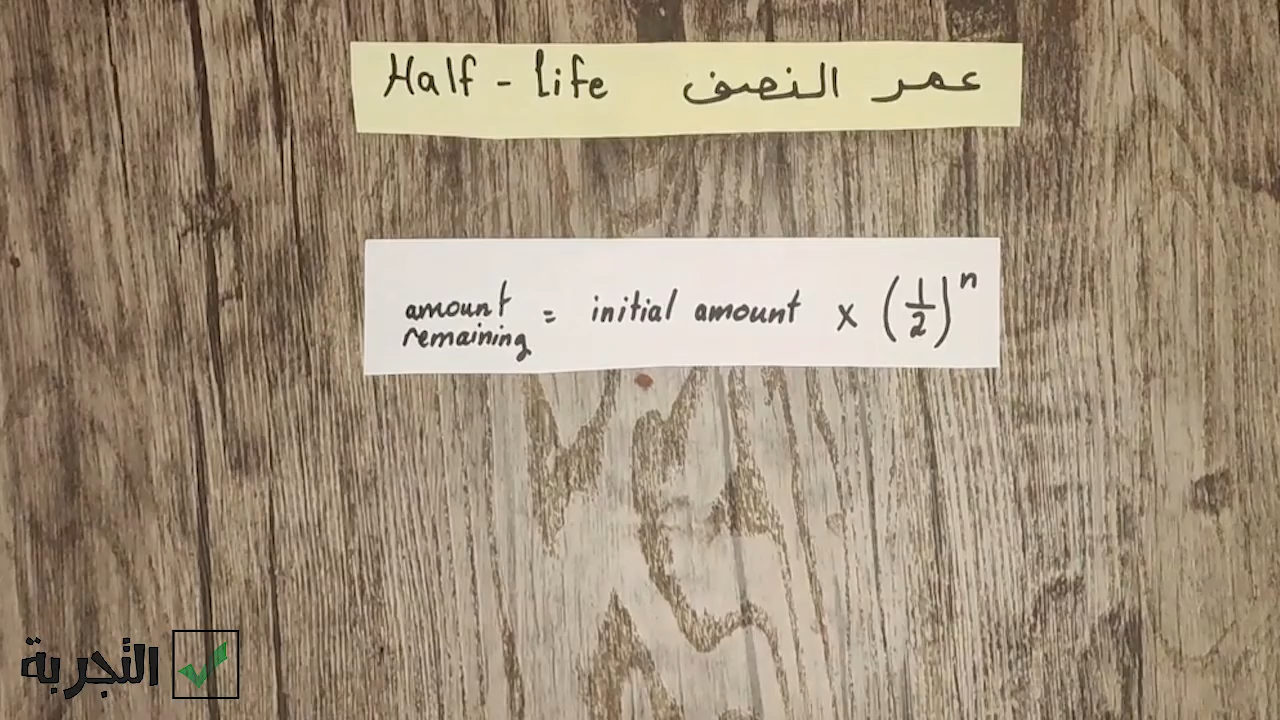 Half - life عمر النصف
amount remaining = initial amount x (1/2)^n
التجربة